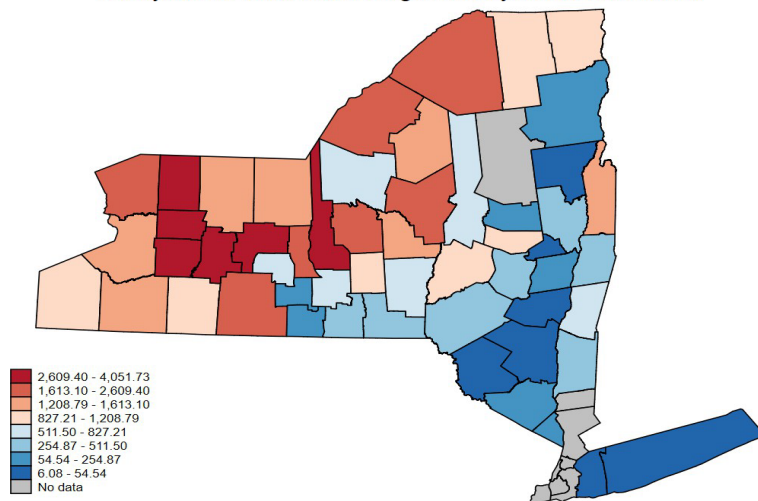 2,609.40 - 4,051.73
1,613.10 - 2,609.40
1,208.79 - 1,613.10
827.21 - 1,208.79
511.50 - 827.21
254.87 - 511.50
54.54 - 254.87
6.08 - 54.54
No data